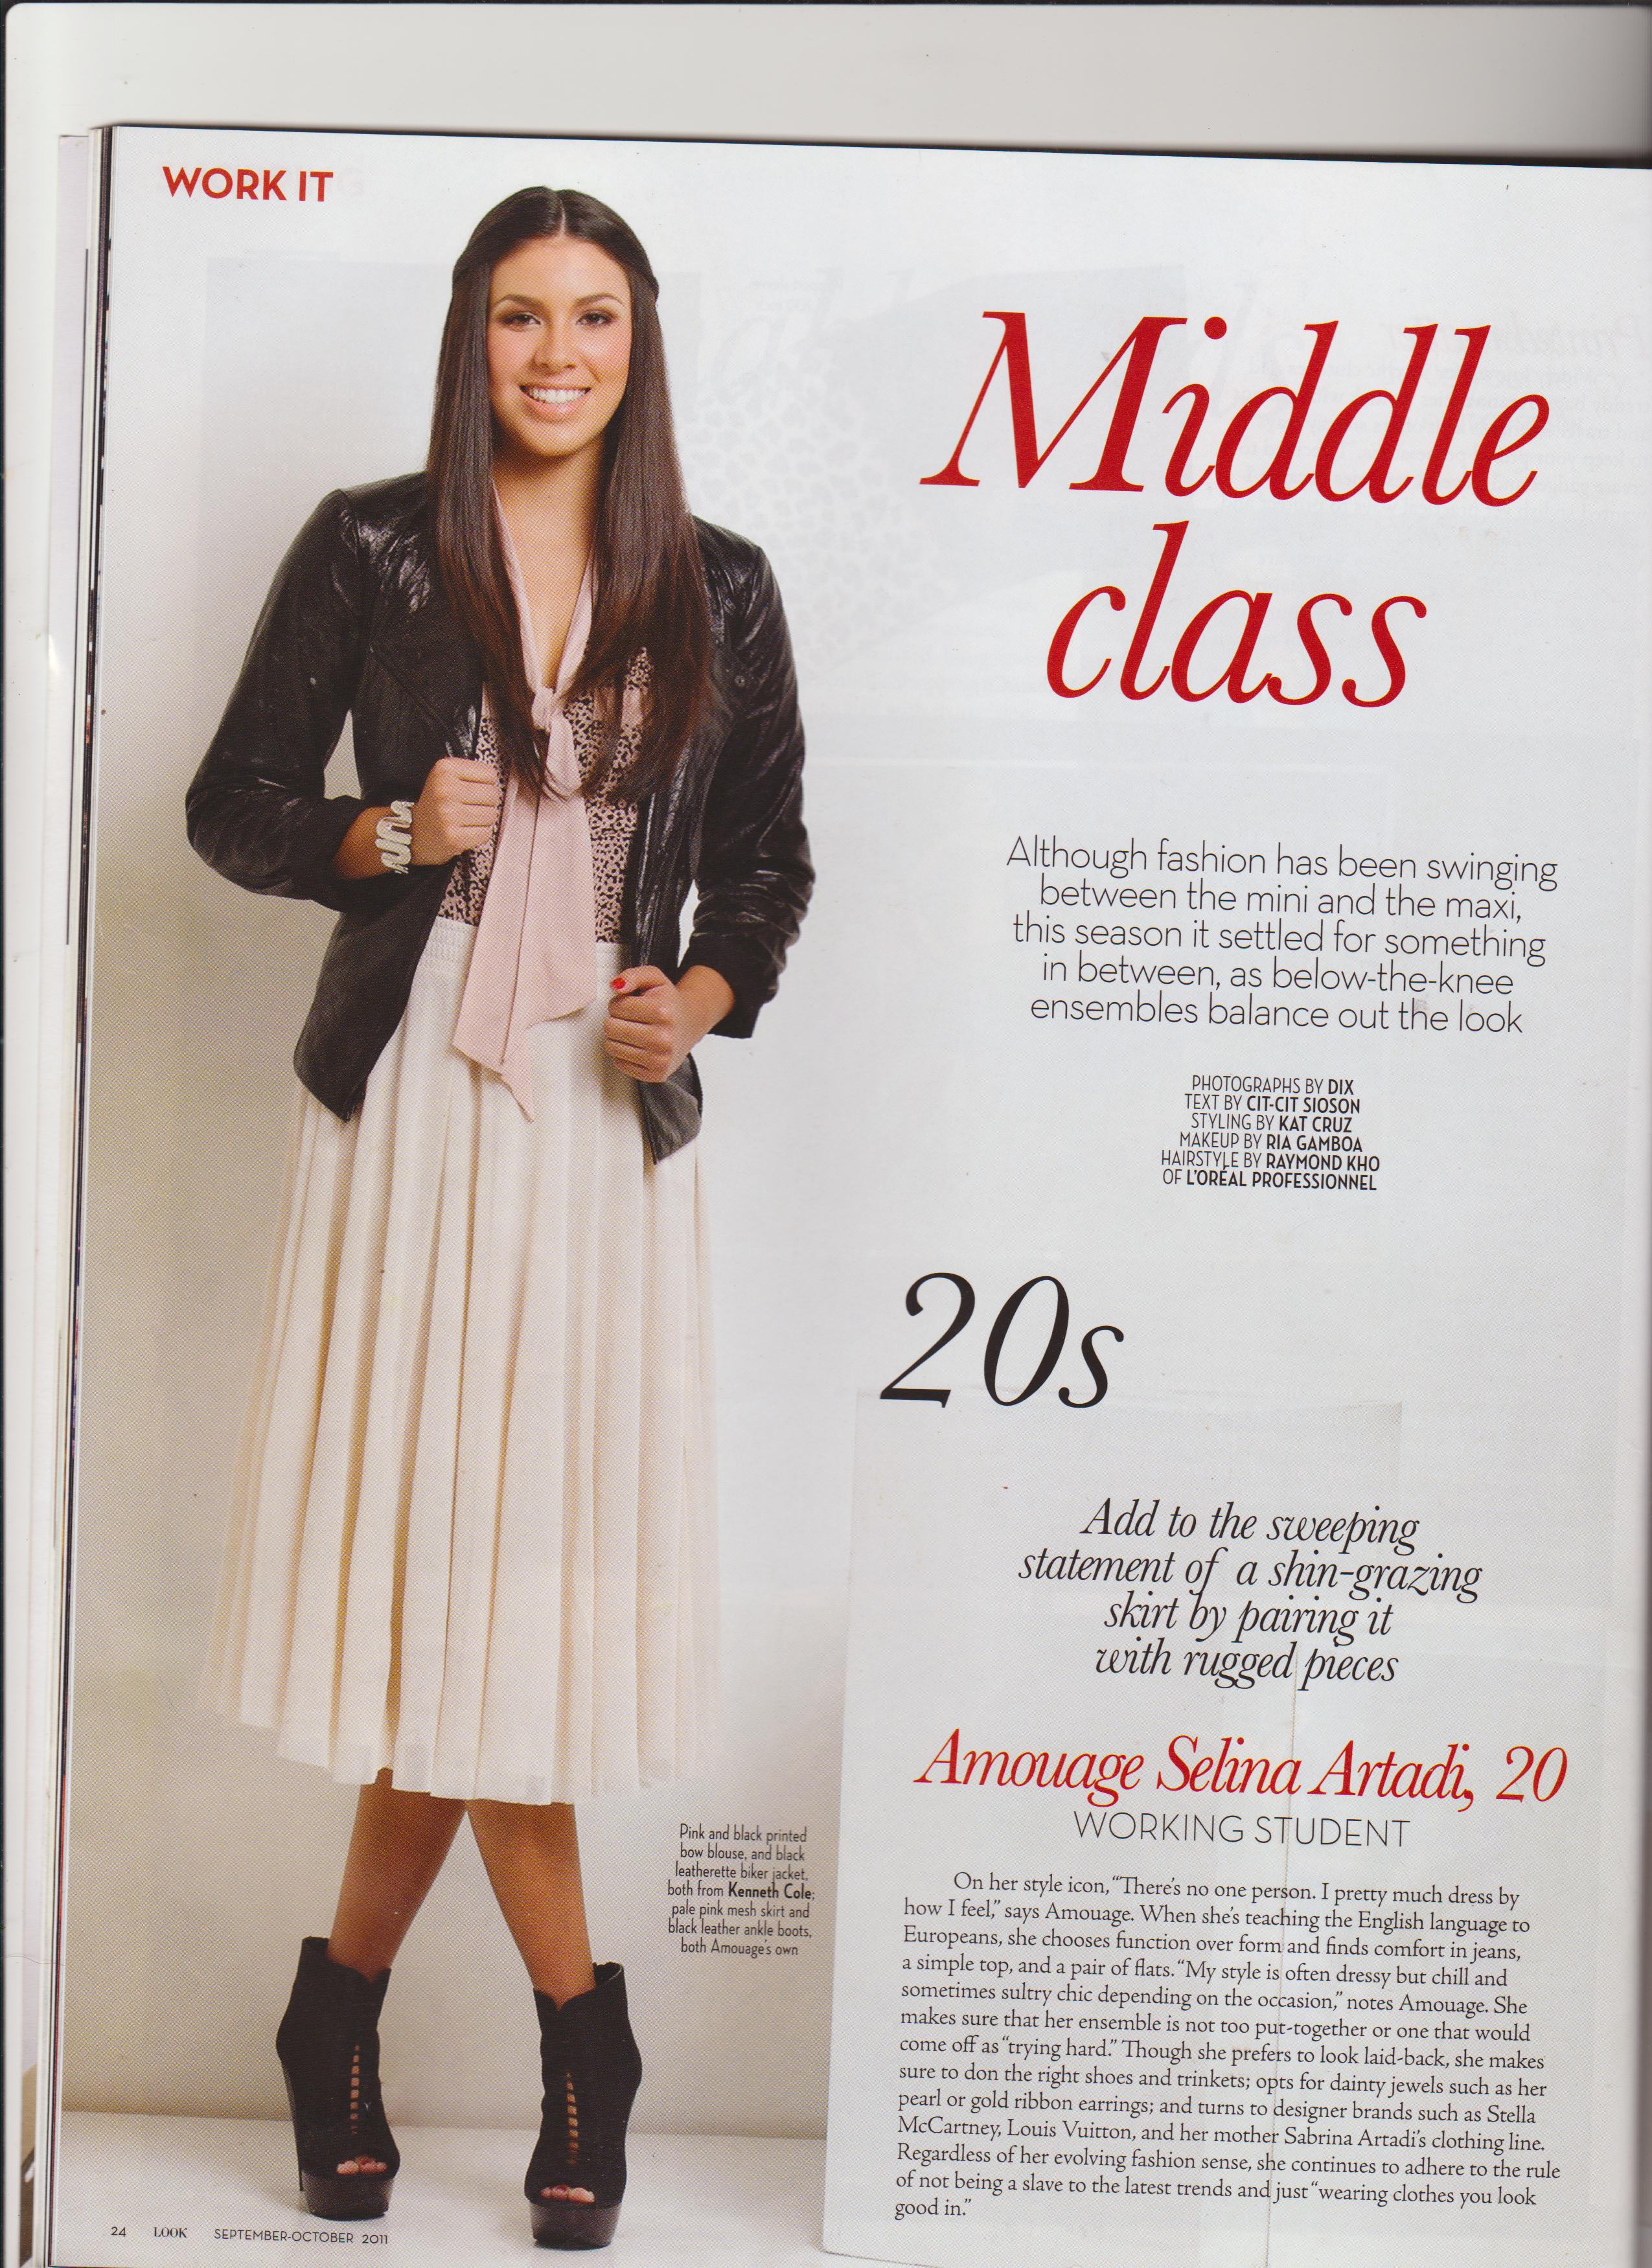 WORK IT
Middle
class
Although fashion has been swinging
between the mini and the maxi,
this season it settled for something
in between, as below-the-knee
ensembles balance out the look
PHOTOGRAPHS BY DIX
TEXT BY CIT-CIT SIOSON
STYLING BY KAT CRUZ
MAKEUP BY RIA GAMBOA
HAIRSTYLE BY RAYMOND KHO
OF L'ORÉAL PROFESSIONNEL
20s
Add to the sweeping
statement of a shin-grazing
skirt by pairing it
with rugged pieces
Amouage Selina Artadi, 20
WORKING STUDENT
On her style icon, "There's no one person. I pretty much dress by
how I feel," says Amouage. When she's teaching the English language to
Europeans, she chooses function over form and finds comfort in jeans,
a simple top, and a pair of flats. "My style is often dressy but chill and
sometimes sultry chic depending on the occasion," notes Amouage. She
makes sure that her ensemble is not too put-together or one that would
come off as "trying hard." Though she prefers to look laid-back, she makes
sure to don the right shoes and trinkets; opts for dainty jewels such as her
pearl or gold ribbon earrings; and turns to designer brands such as Stella
McCartney, Louis Vuitton, and her mother Sabrina Artadi's clothing line.
Regardless of her evolving fashion sense, she continues to adhere to the rule
of not being a slave to the latest trends and just "wearing clothes you look
good in."
Pink and black printed
bow blouse, and black
leatherette biker jacket,
both from Kenneth Cole;
pale pink mesh skirt and
black leather ankle boots,
both Amouage's own
24 LOOK SEPTEMBER-OCTOBER 2011